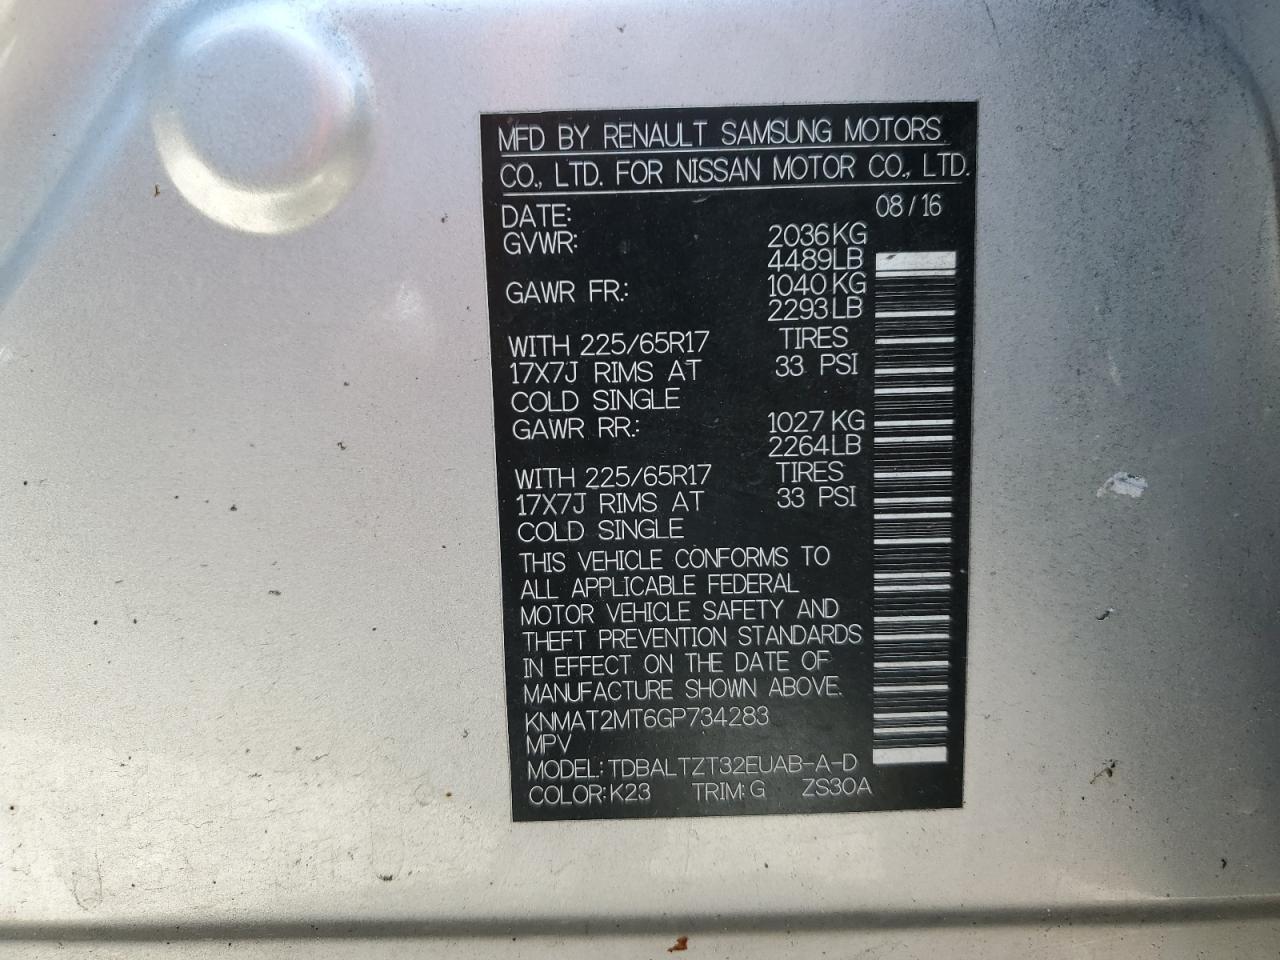 MFD BY RENAULT SAMSUNG MOTORS
CO., LTD. FOR NISSAN MOTOR CO., LTD.
DATE: 08/16
GVWR: 2036KG
4489LB
GAWR FR.: 1040KG
2293LB
WITH 225/65R17 TIRES
17X7J RIMS AT 33 PSI
COLD SINGLE
GAWR RR.: 1027KG
2264LB
WITH 225/65R17 TIRES
17X7J RIMS AT 33 PSI
COLD SINGLE
THIS VEHICLE CONFORMS TO
ALL APPLICABLE FEDERAL
MOTOR VEHICLE SAFETY AND
THEFT PREVENTION STANDARDS
IN EFFECT ON THE DATE OF
MANUFACTURE SHOWN ABOVE.
KNMAT2MT6GP734283
MPV
MODEL: TDBALTZT32EUAB-A-D
COLOR: K23 TRIM: G ZS30A